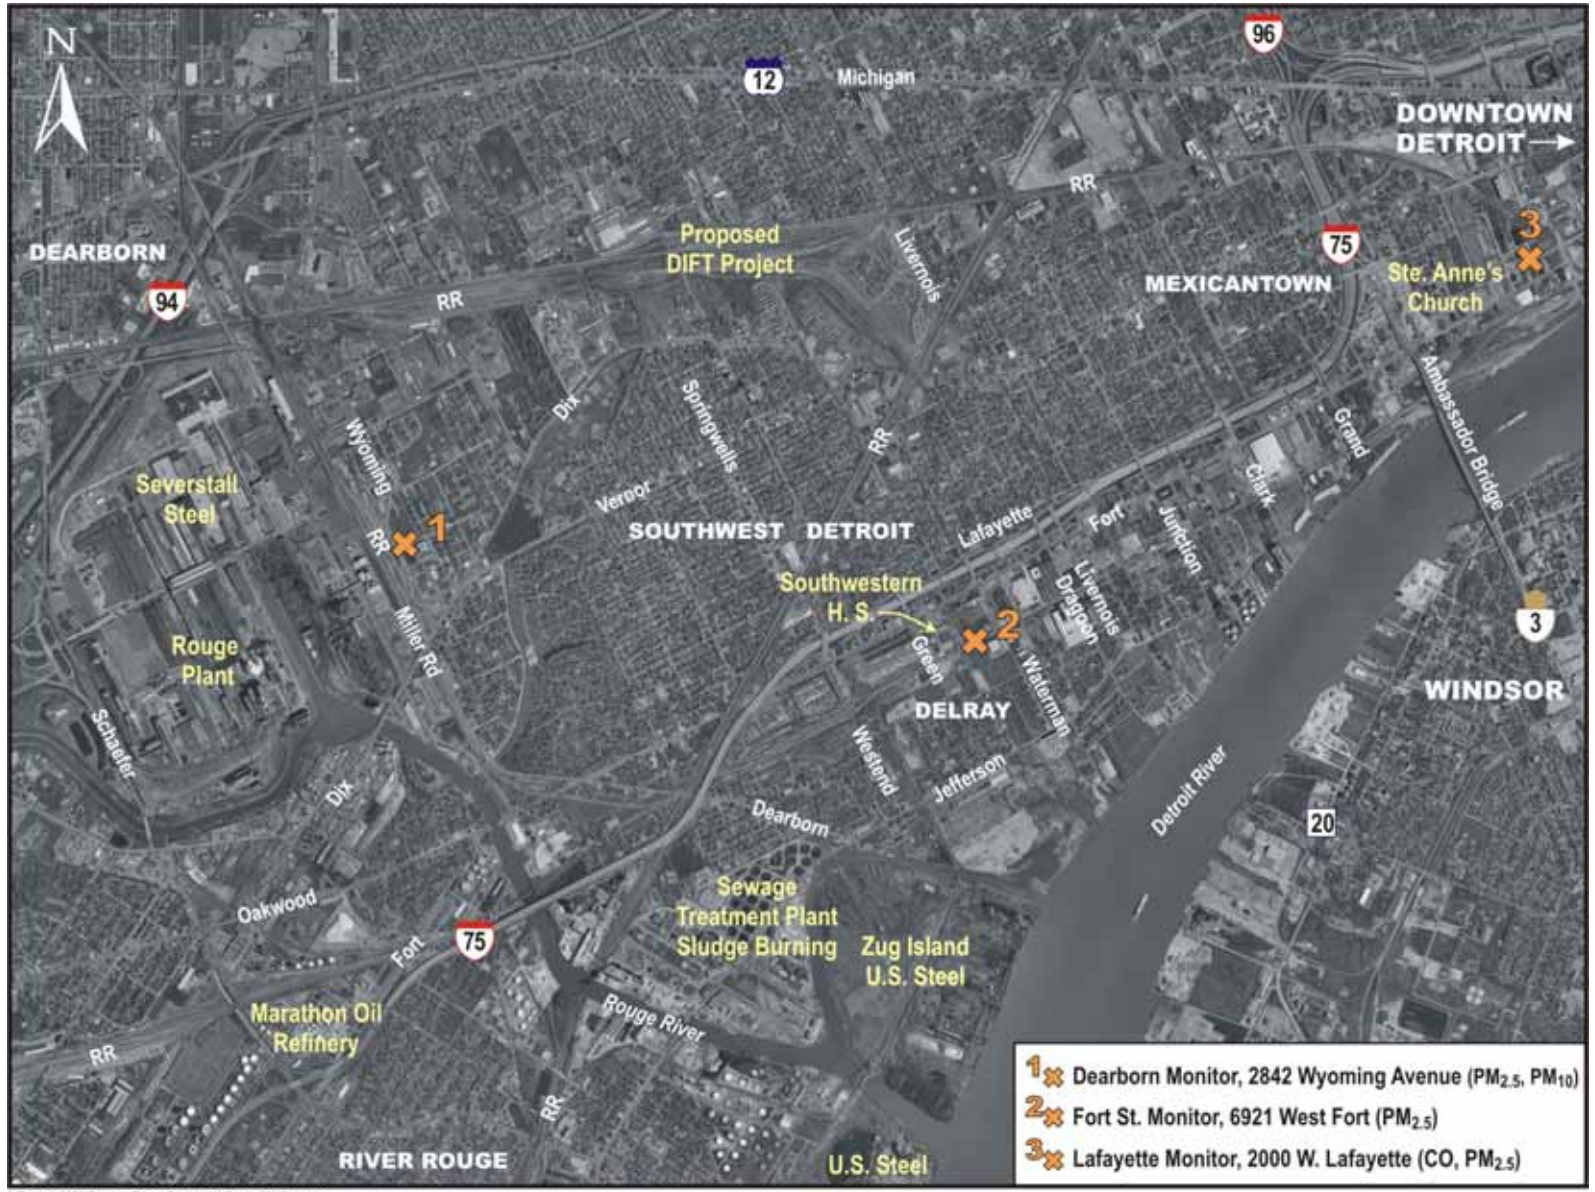 N
96
12
Michigan
DOWNTOWN
DETROIT
RR
3
Proposed
DIFT Project
Livernois
DEARBORN
75
Ste. Anne's
Church
MEXICANTOWN
94
RR
Ambassador Bridge
Dix
Springwells
Grand
Wyoming
RR
Clark
Severstall
Steel
Vernor
1
RR
SOUTHWEST DETROIT
Lafayette
Fort
Junction
Southwestern
H. S.
Livernois
Dragoon
2
3
Rouge
Plant
Miller Rd
Green
Waterman
WINDSOR
DELRAY
Schaefer
Westend
Jefferson
Dix
Detroit River
Dearborn
20
Oakwood
Sewage
Treatment Plant
Sludge Burning
Zug Island
U.S. Steel
Fort
75
Marathon Oil
Refinery
Rouge River
RR
RR
RIVER ROUGE
U.S. Steel
1 Dearborn Monitor, 2842 Wyoming Avenue (PM2.5, PM10)
2 Fort St. Monitor, 6921 West Fort (PM2.5)
3 Lafayette Monitor, 2000 W. Lafayette (CO, PM2.5)